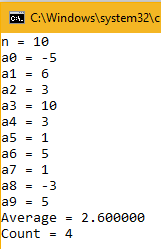 C:\Windows\system32\c
n = 10
a0 = -5
a1 = 6
a2 = 3
a3 = 10
a4 = 3
a5 = 1
a6 = 5
a7 = 1
a8 = -3
a9 = 5
Average = 2.600000
Count = 4